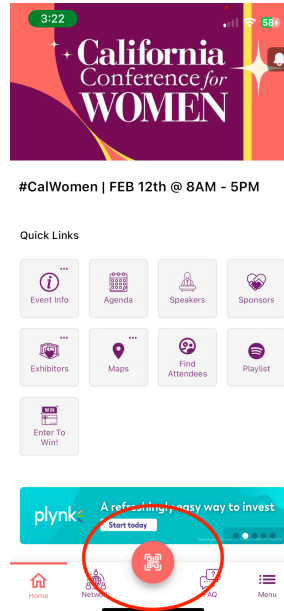 3:22
58
California
Conference for
WOMEN
#CalWomen | FEB 12th @ 8AM - 5PM
Quick Links
Event Info
Agenda
Speakers
Sponsors
Exhibitors
Maps
Find
Attendees
Playlist
WIN
Enter To
Win!
plynk
A refreshingly easy way to invest
Start today
Home
Network
FAQ
Menu